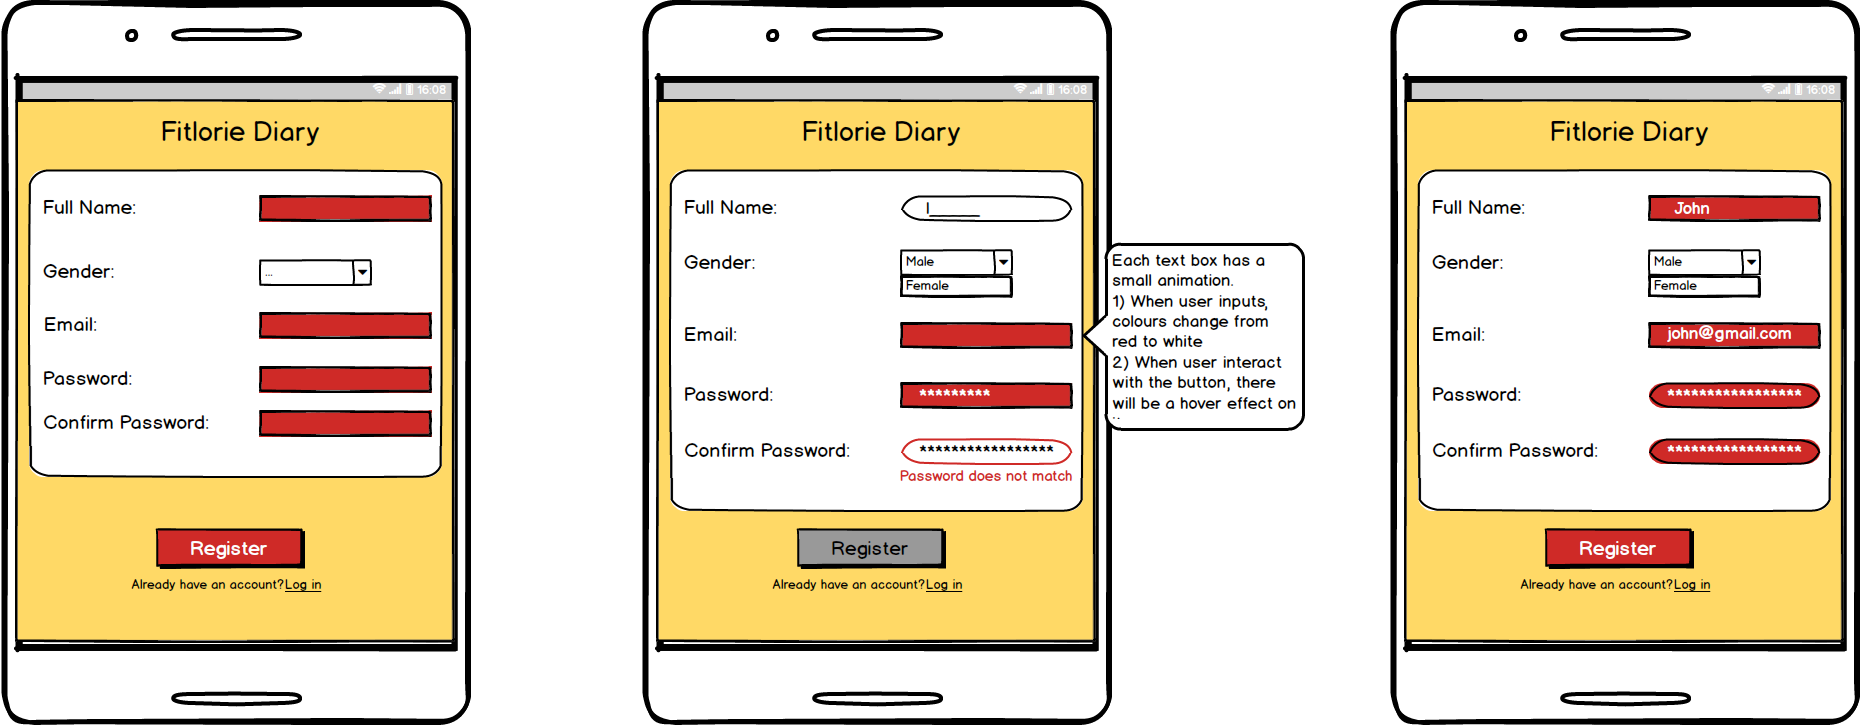 16:08
Fitlorie Diary
Full Name:
Gender:
...
Email:
Password:
Confirm Password:
Register
Already have an account? Log in
16:08
Fitlorie Diary
Full Name:
I______
Gender:
Male
Female
Email:
Password:
*********
Confirm Password:
*****************
Password does not match
Register
Already have an account? Log in
Each text box has a
small animation.
1) When user inputs,
colours change from
red to white
2) When user interact
with the button, there
will be a hover effect on
16:08
Fitlorie Diary
Full Name:
John
Gender:
Male
Female
Email:
john@gmail.com
Password:
*****************
Confirm Password:
*****************
Register
Already have an account? Log in